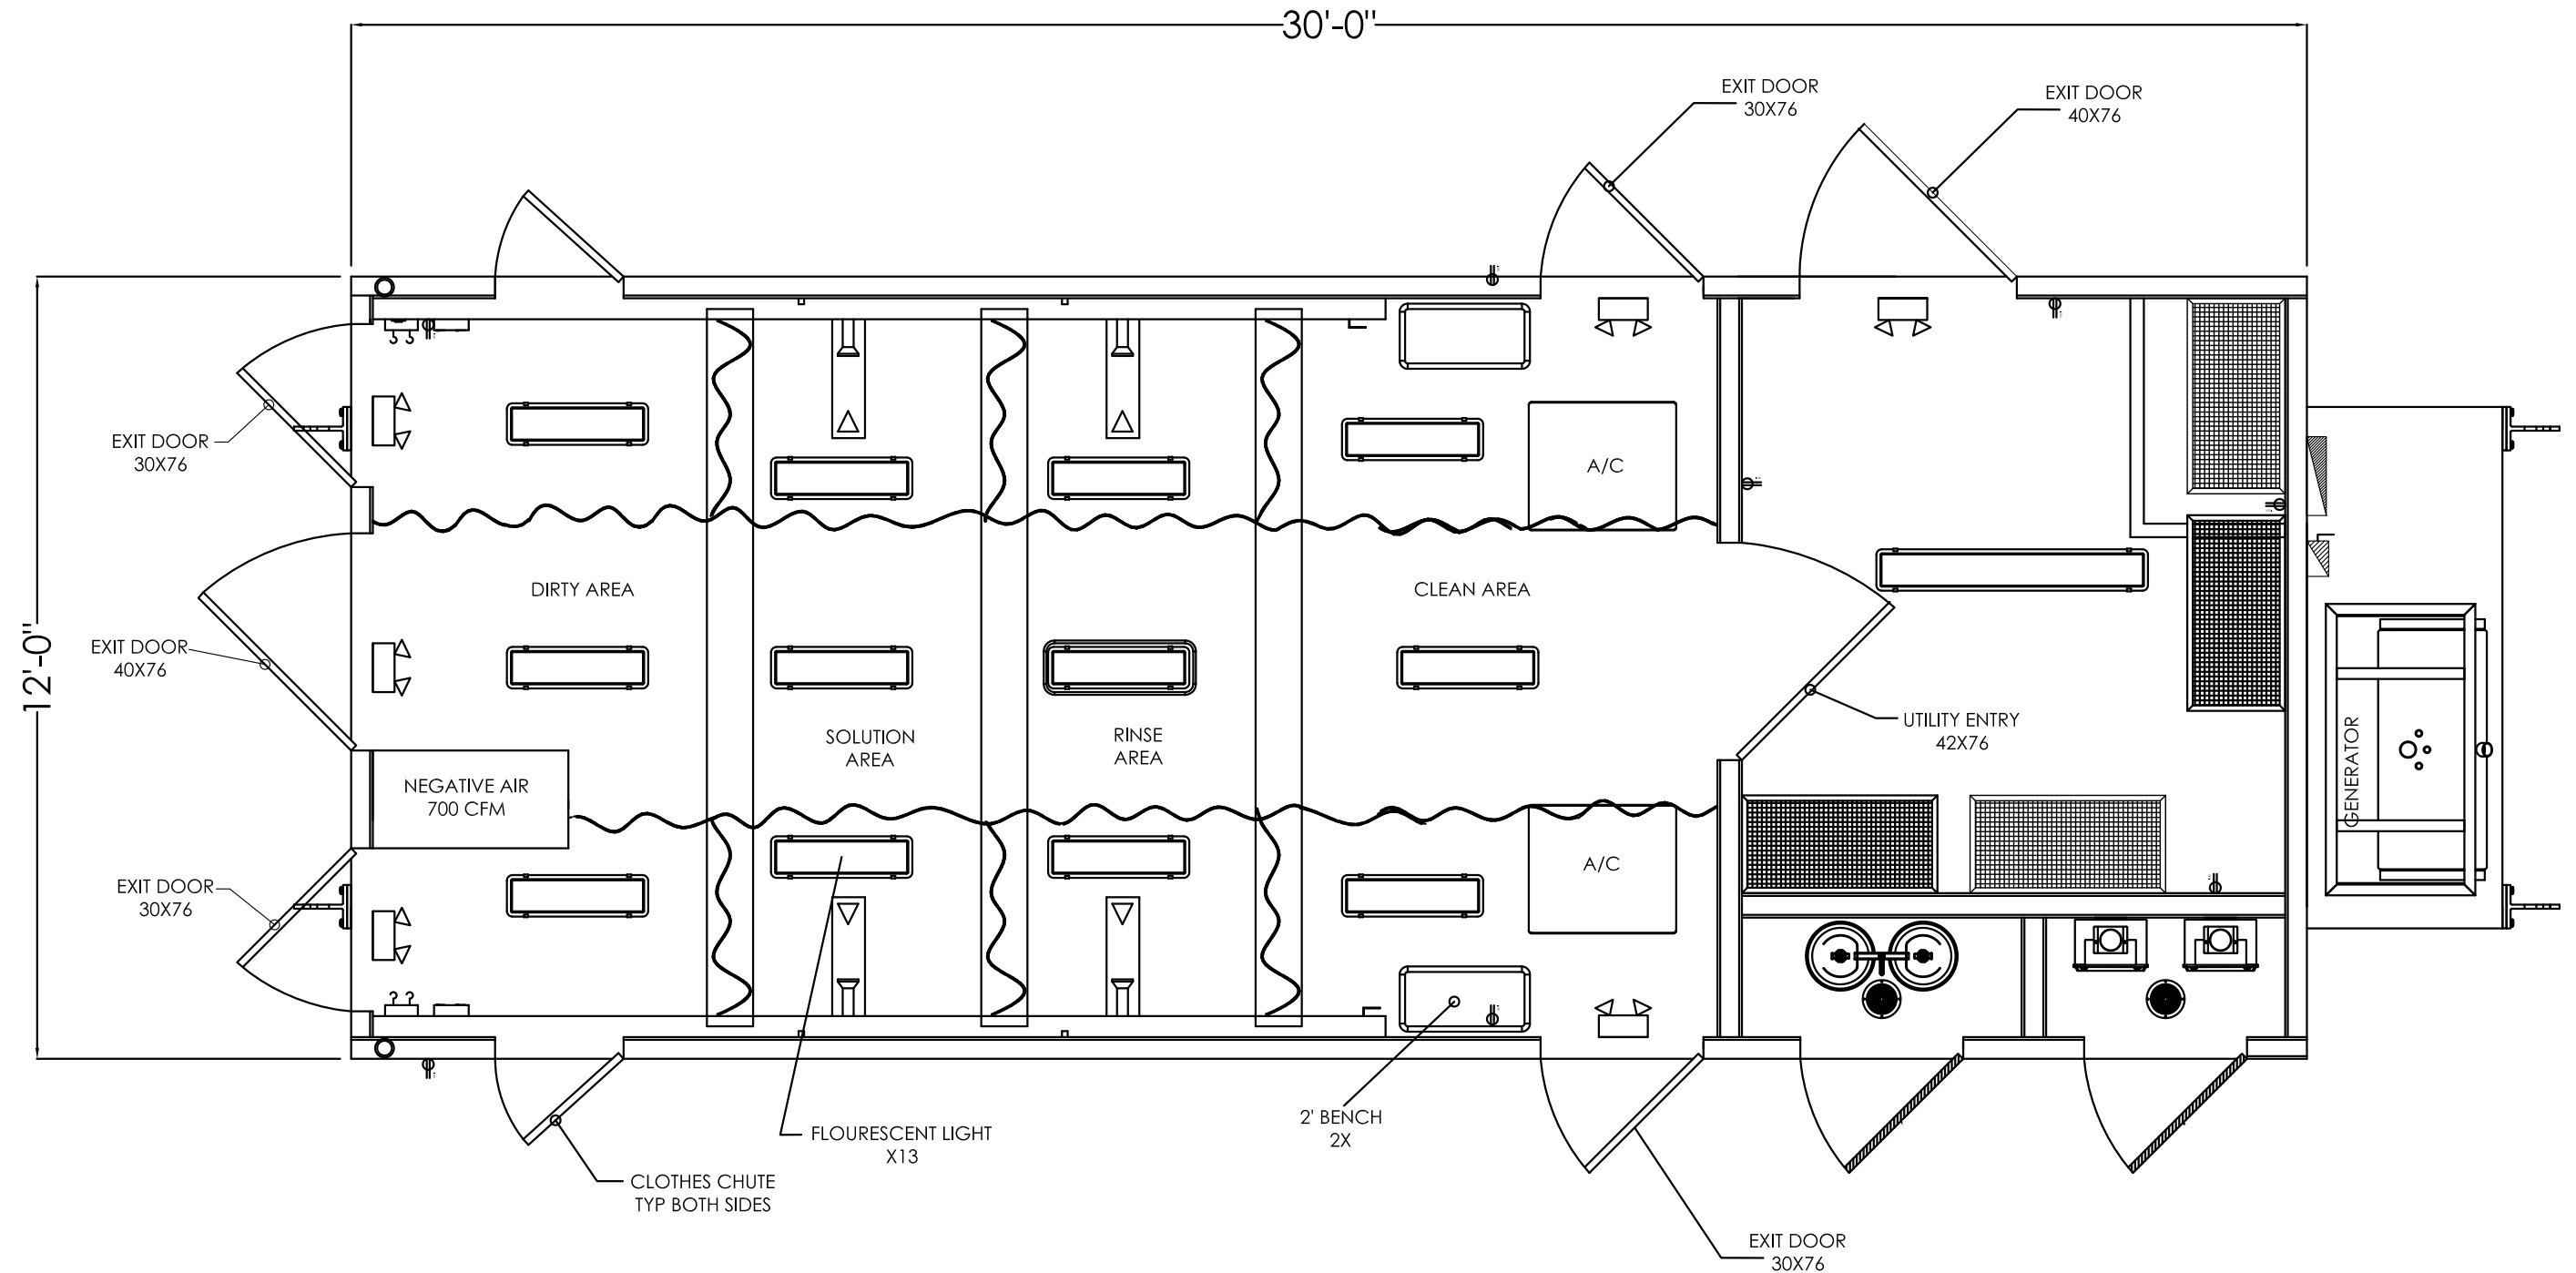 30'-0"
EXIT DOOR
30X76
EXIT DOOR
40X76
12'-0"
EXIT DOOR
30X76
A/C
DIRTY AREA
CLEAN AREA
EXIT DOOR
40X76
SOLUTION
AREA
RINSE
AREA
UTILITY ENTRY
42X76
GENERATOR
NEGATIVE AIR
700 CFM
A/C
EXIT DOOR
30X76
FLOURESCENT LIGHT
X13
2' BENCH
2X
CLOTHES CHUTE
TYP BOTH SIDES
EXIT DOOR
30X76